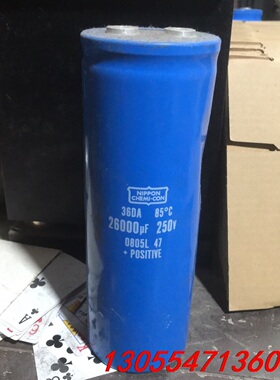 NIPPON
CHEMI-CON
36DA 85°C
26000μF 250V
0805L 47
+ POSITIVE
A
13055471360